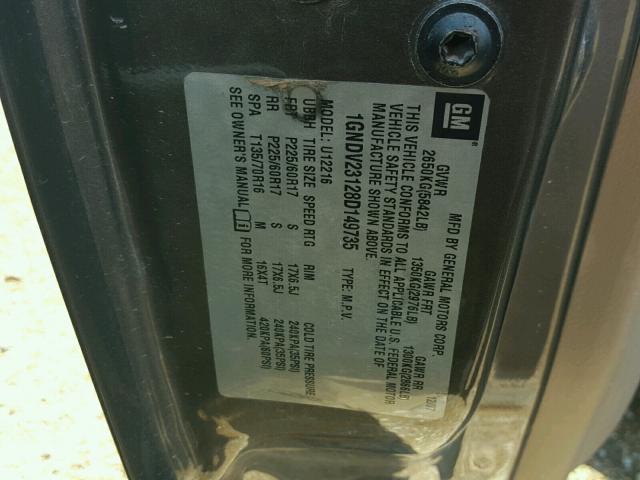 GM
MFD BY GENERAL MOTORS CORP. 12/07
GVWR GAWR FRT GAWR RR
2650KG(5842LB) 1350KG(2976LB) 1300KG(2866LB)
THIS VEHICLE CONFORMS TO ALL APPLICABLE U.S. FEDERAL MOTOR
VEHICLE SAFETY STANDARDS IN EFFECT ON THE DATE OF
MANUFACTURE SHOWN ABOVE.
1GNDV23128D149735 TYPE: M.P.V.
MODEL: U12216
UBRH TIRE SIZE SPEED RTG RIM COLD TIRE PRESSURE
FRT P225/60R17 S 17X6.5J 240KPA(35PSI)
RR P225/60R17 S 17X6.5J 240KPA(35PSI)
SPA T135/70R16 M 16X4T 420KPA(60PSI)
SEE OWNER'S MANUAL FOR MORE INFORMATION.